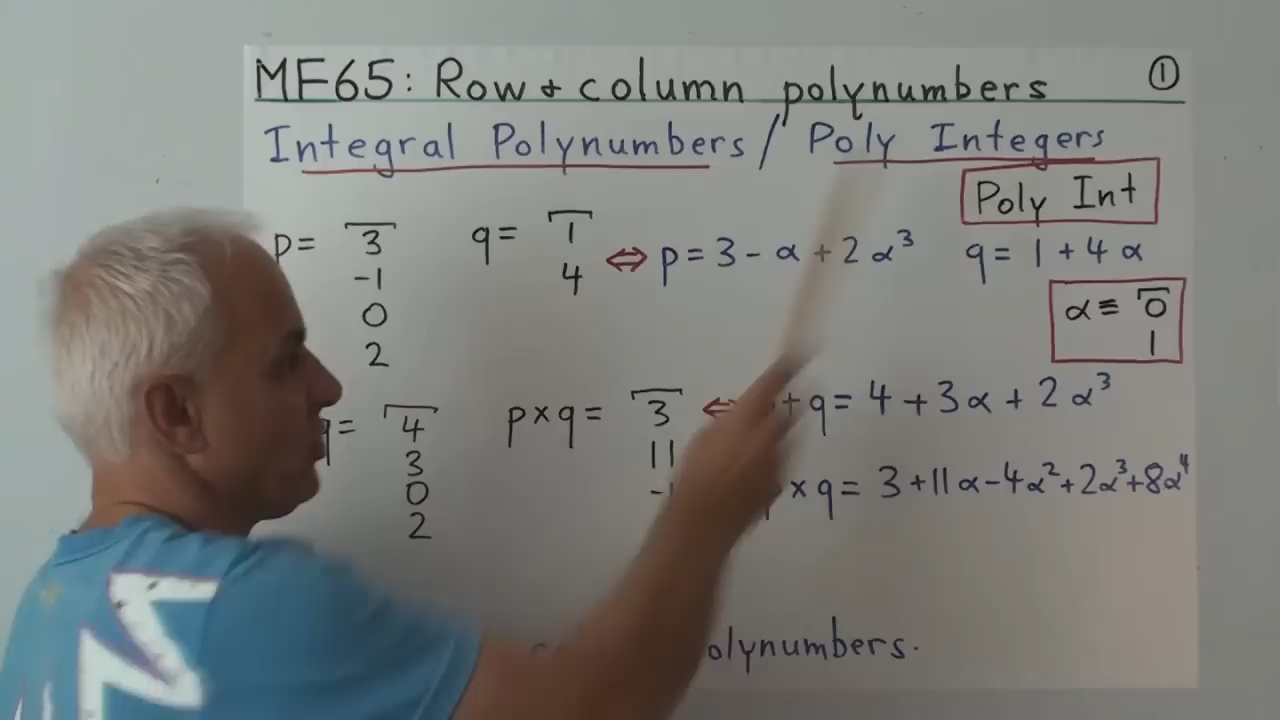 MF65: Row & column polynumbers ①
Integral Polynumbers / Poly Integers
Poly Int
p = 3 -1 0 2
q = 1 4
⇔ p = 3 - α + 2α³ q = 1 + 4α
α ≡ 0 1
= 4 3 0 2
p × q = 3 11
+ q = 4 + 3α + 2α³
× q = 3 + 11α - 4α² + 2α³ + 8α⁴